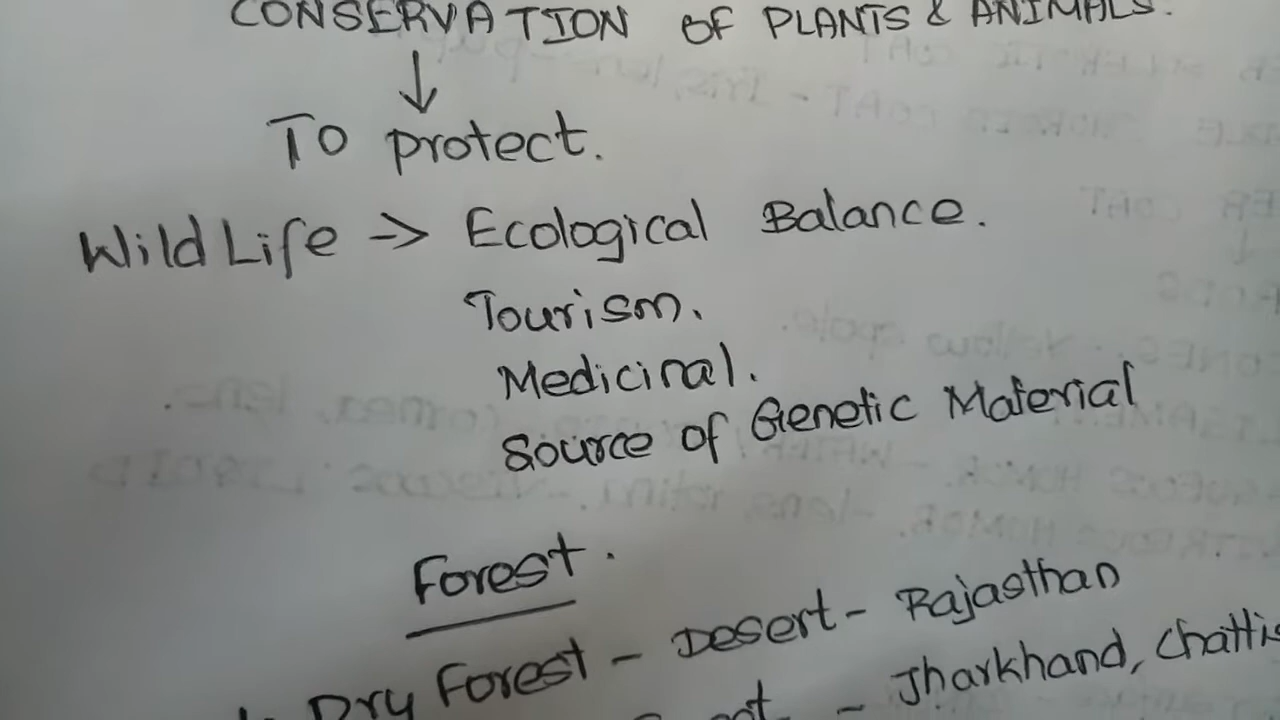 CONSERVATION OF PLANTS & ANIMALS.
↓
To protect.
Wild Life -> Ecological Balance.
Tourism.
Medicinal.
Source of Genetic Material
Forest.
Dry Forest - Desert - Rajasthan
- Jharkhand, Chattis